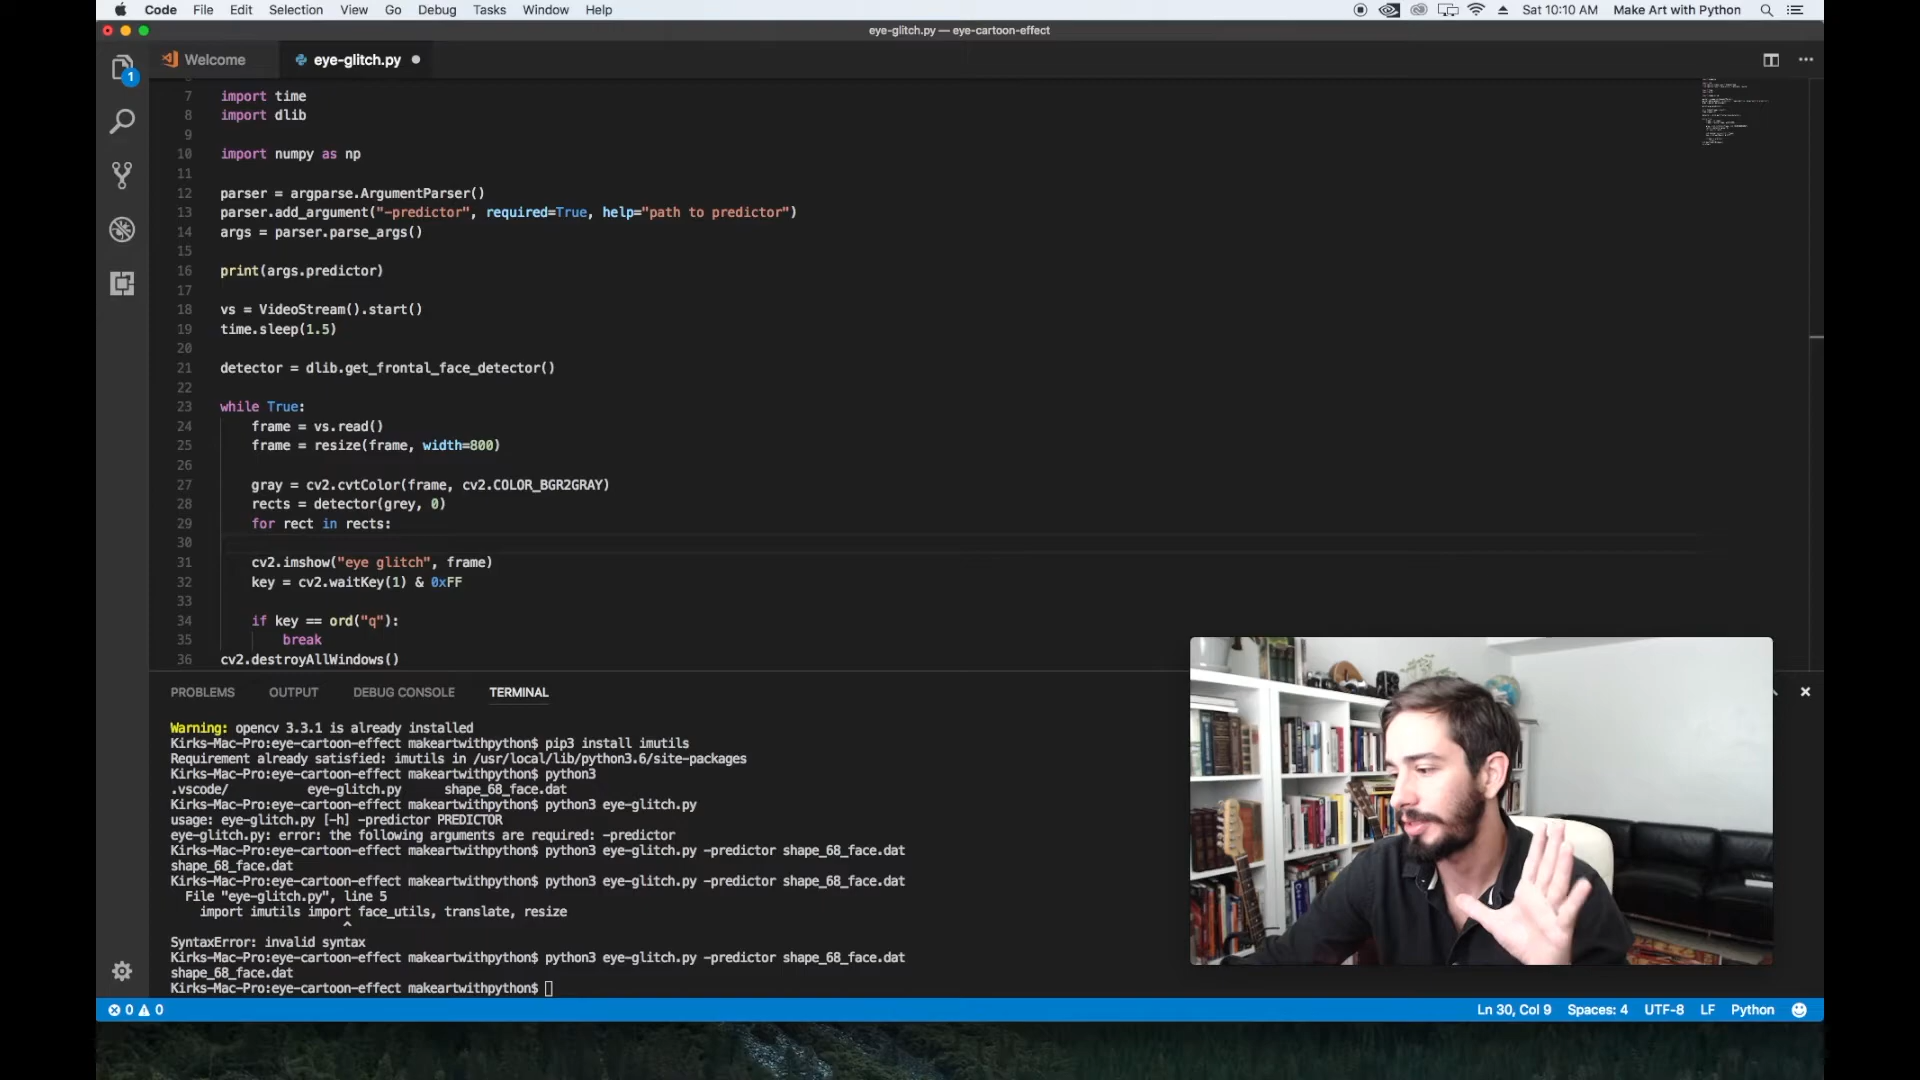 Code File Edit Selection View Go Debug Tasks Window Help Sat 10:10 AM Make Art with Python
eye-glitch.py — eye-cartoon-effect
1
Welcome eye-glitch.py
7 import time
8 import dlib
9
10 import numpy as np
11
12 parser = argparse.ArgumentParser()
13 parser.add_argument("-predictor", required=True, help="path to predictor")
14 args = parser.parse_args()
15
16 print(args.predictor)
17
18 vs = VideoStream().start()
19 time.sleep(1.5)
20
21 detector = dlib.get_frontal_face_detector()
22
23 while True:
24 frame = vs.read()
25 frame = resize(frame, width=800)
26
27 gray = cv2.cvtColor(frame, cv2.COLOR_BGR2GRAY)
28 rects = detector(grey, 0)
29 for rect in rects:
30
31 cv2.imshow("eye glitch", frame)
32 key = cv2.waitKey(1) & 0xFF
33
34 if key == ord("q"):
35 break
36 cv2.destroyAllWindows()
PROBLEMS OUTPUT DEBUG CONSOLE TERMINAL
Warning: opencv 3.3.1 is already installed
Kirks-Mac-Pro:eye-cartoon-effect makeartwithpython$ pip3 install imutils
Requirement already satisfied: imutils in /usr/local/lib/python3.6/site-packages
Kirks-Mac-Pro:eye-cartoon-effect makeartwithpython$ python3
.vscode/ eye-glitch.py shape_68_face.dat
Kirks-Mac-Pro:eye-cartoon-effect makeartwithpython$ python3 eye-glitch.py
usage: eye-glitch.py [-h] -predictor PREDICTOR
eye-glitch.py: error: the following arguments are required: -predictor
Kirks-Mac-Pro:eye-cartoon-effect makeartwithpython$ python3 eye-glitch.py -predictor shape_68_face.dat
shape_68_face.dat
Kirks-Mac-Pro:eye-cartoon-effect makeartwithpython$ python3 eye-glitch.py -predictor shape_68_face.dat
File "eye-glitch.py", line 5
import imutils import face_utils, translate, resize
^
SyntaxError: invalid syntax
Kirks-Mac-Pro:eye-cartoon-effect makeartwithpython$ python3 eye-glitch.py -predictor shape_68_face.dat
shape_68_face.dat
Kirks-Mac-Pro:eye-cartoon-effect makeartwithpython$
0 0 Ln 30, Col 9 Spaces: 4 UTF-8 LF Python